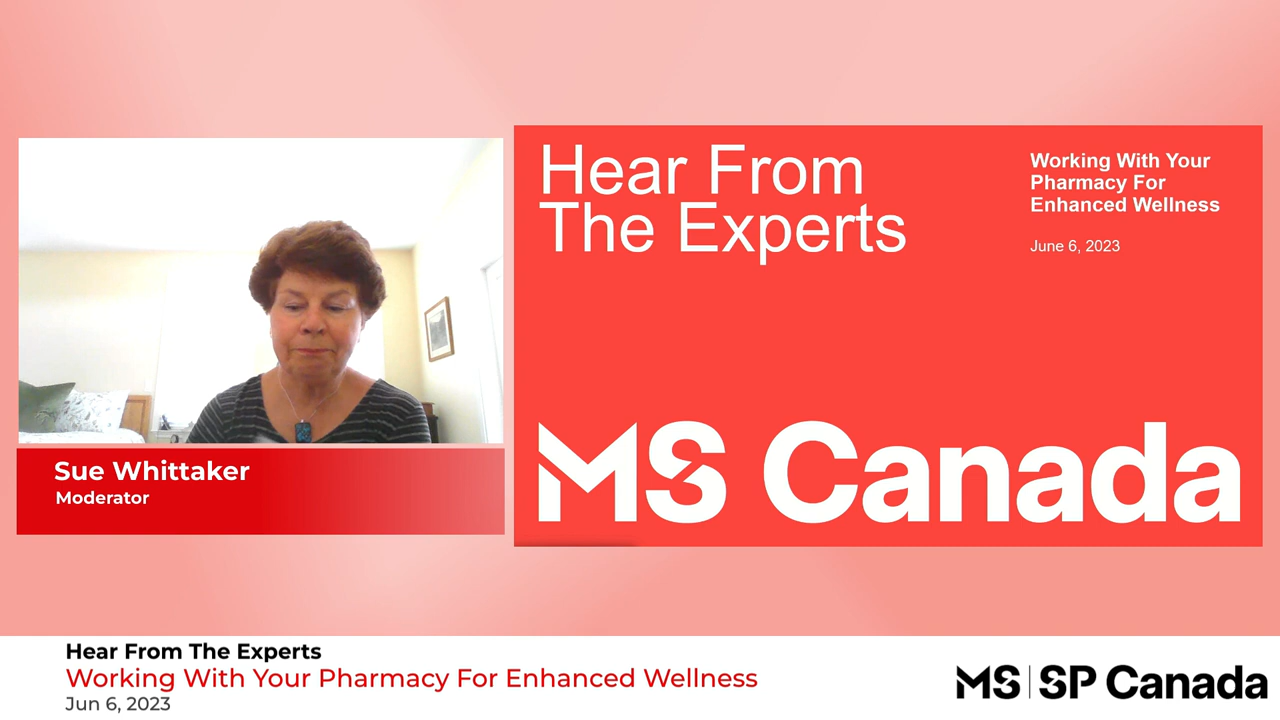 Hear From
The Experts
Working With Your
Pharmacy For
Enhanced Wellness
June 6, 2023
MS Canada
Sue Whittaker
Moderator
Hear From The Experts
Working With Your Pharmacy For Enhanced Wellness
Jun 6, 2023
MS | SP Canada